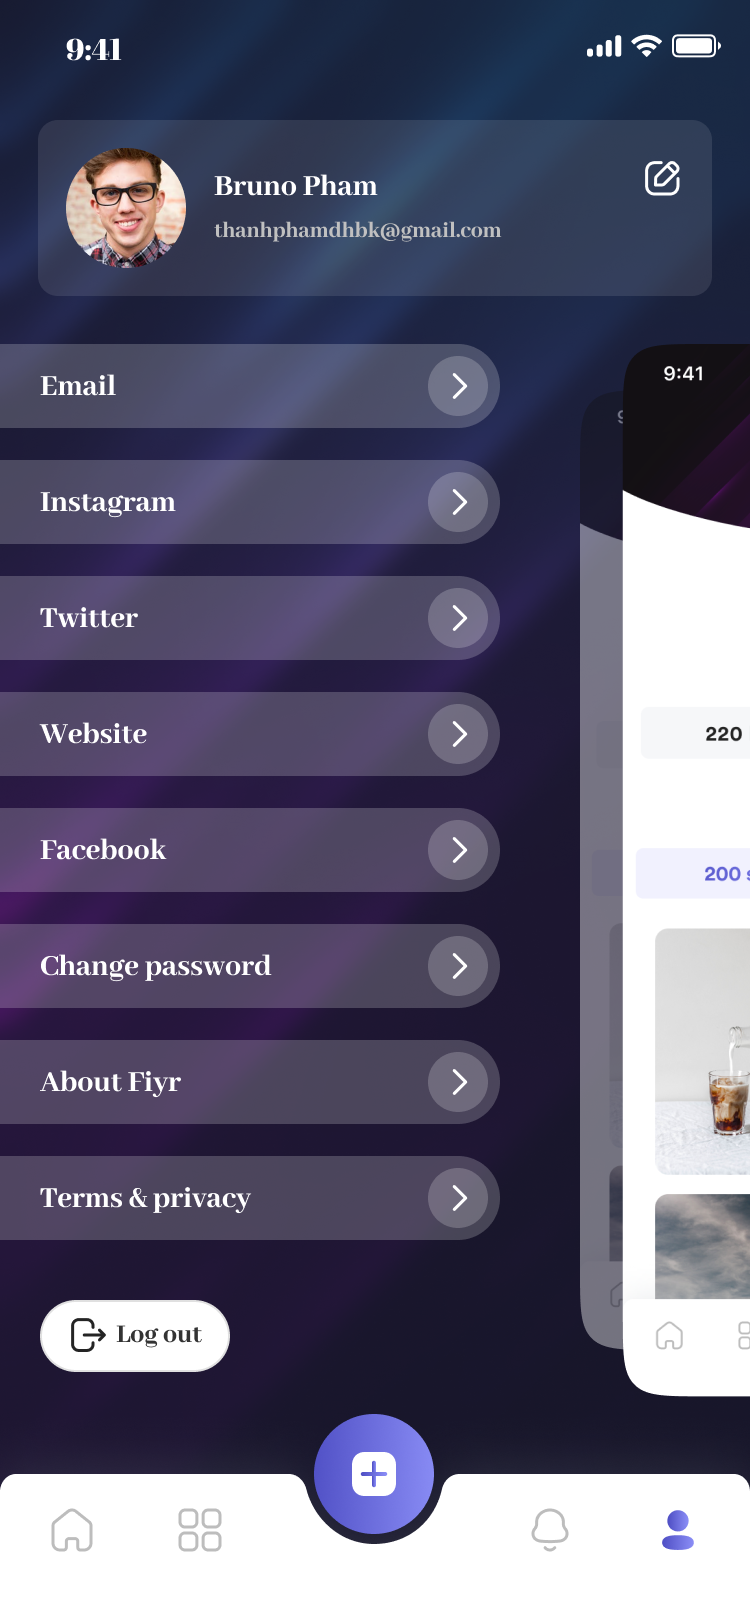 9:41
Bruno Pham
thanhphamdhbk@gmail.com
Email
9:41
Instagram
Twitter
220
Website
Facebook
200
Change password
About Fiyr
Terms & privacy
Log out